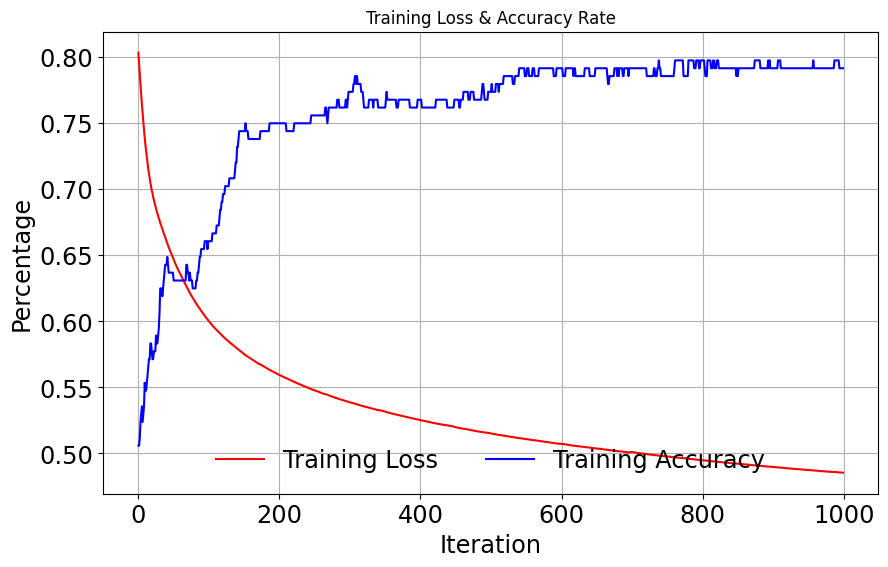 Training Loss & Accuracy Rate
0.80
0.75
0.70
0.65
0.60
0.55
0.50
Percentage
Training Loss Training Accuracy
0 200 400 600 800 1000
Iteration